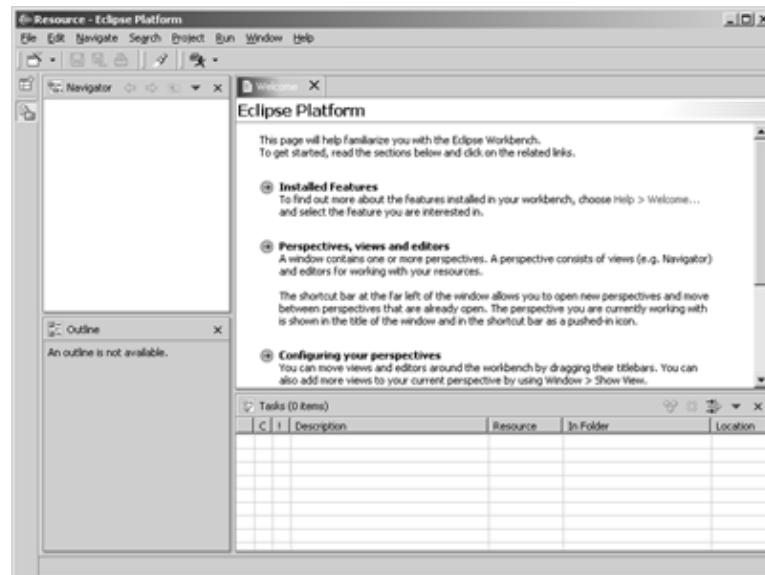 Resource - Eclipse Platform
File Edit Navigate Search Project Run Window Help
Navigator
Welcome
Eclipse Platform
This page will help familiarize you with the Eclipse Workbench.
To get started, read the sections below and click on the related links.
Installed Features
To find out more about the features installed in your workbench, choose Help > Welcome...
and select the feature you are interested in.
Perspectives, views and editors
A window contains one or more perspectives. A perspective consists of views (e.g. Navigator)
and editors for working with your resources.
The shortcut bar at the far left of the window allows you to open new perspectives and move
between perspectives that are already open. The perspective you are currently working with
is shown in the title of the window and in the shortcut bar as a pushed-in icon.
Configuring your perspectives
You can move views and editors around the workbench by dragging their titlebars. You can
also add more views to your current perspective by using Window > Show View.
Outline
An outline is not available.
Tasks (0 items)
C ! Description Resource In Folder Location